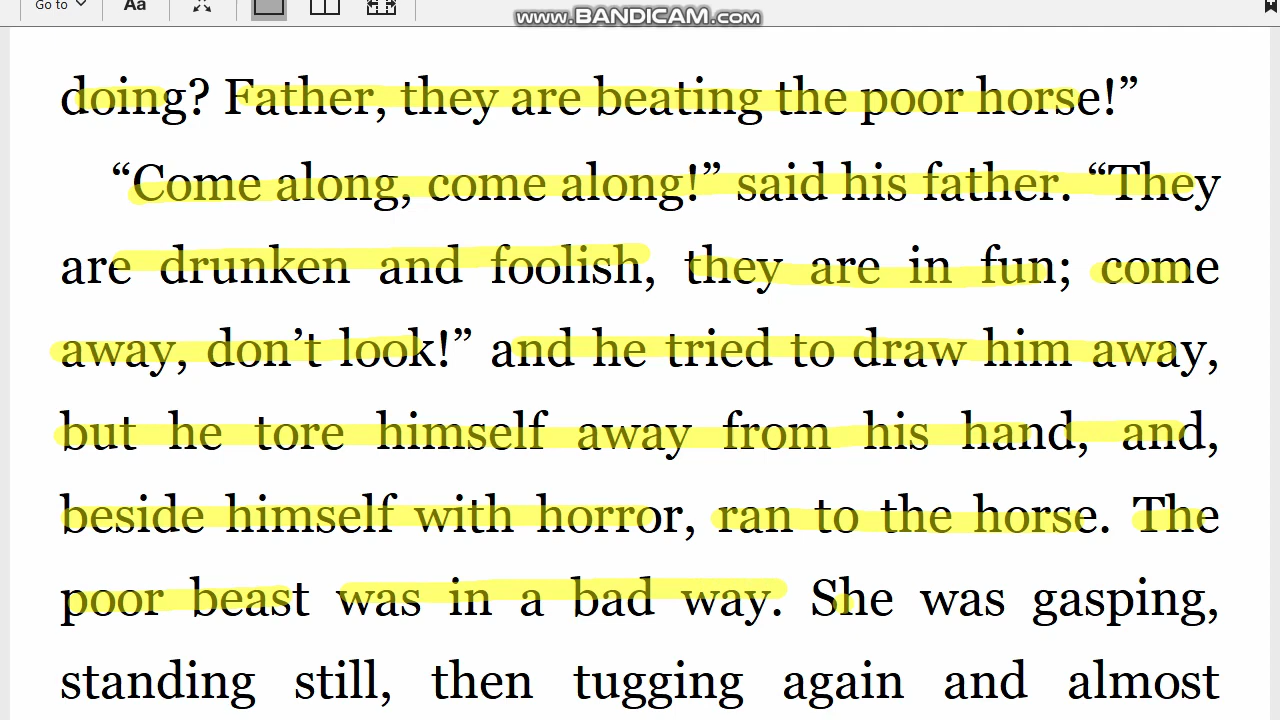 Go to Aa
www.BANDICAM.com
doing? Father, they are beating the poor horse!”
“Come along, come along!” said his father. “They
are drunken and foolish, they are in fun; come
away, don’t look!” and he tried to draw him away,
but he tore himself away from his hand, and,
beside himself with horror, ran to the horse. The
poor beast was in a bad way. She was gasping,
standing still, then tugging again and almost